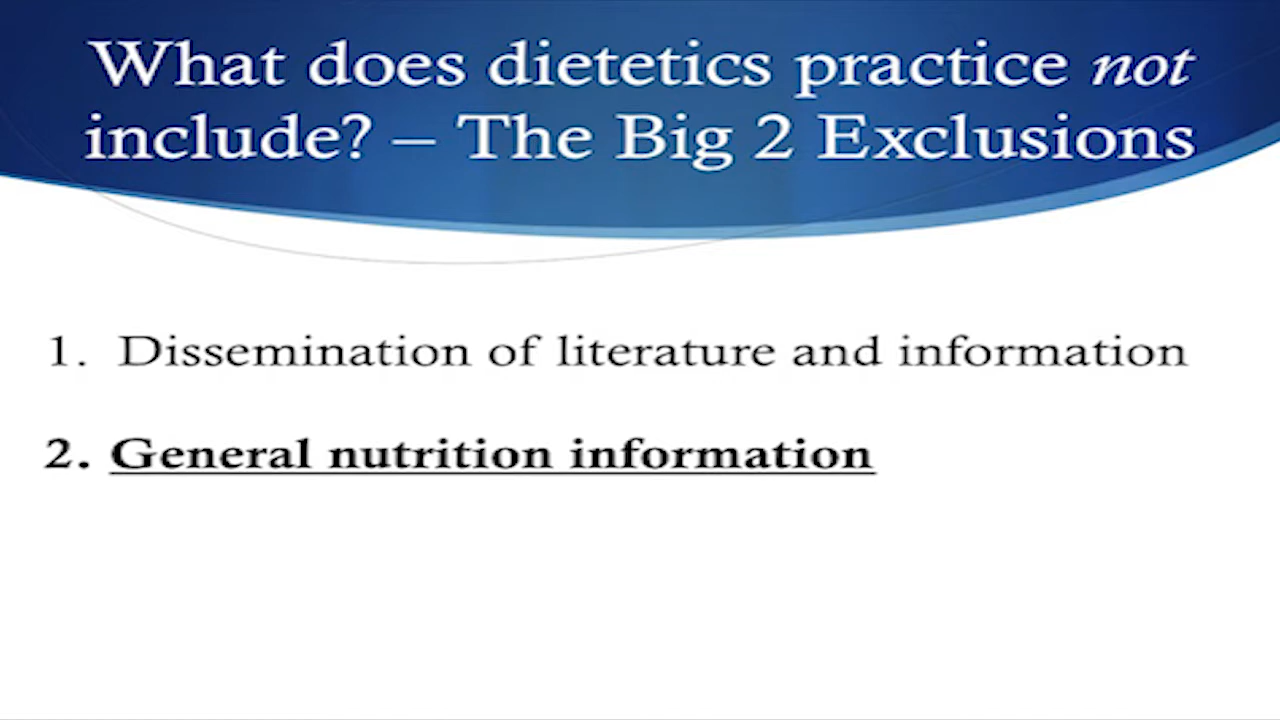 What does dietetics practice not
include? – The Big 2 Exclusions
1. Dissemination of literature and information
2. General nutrition information